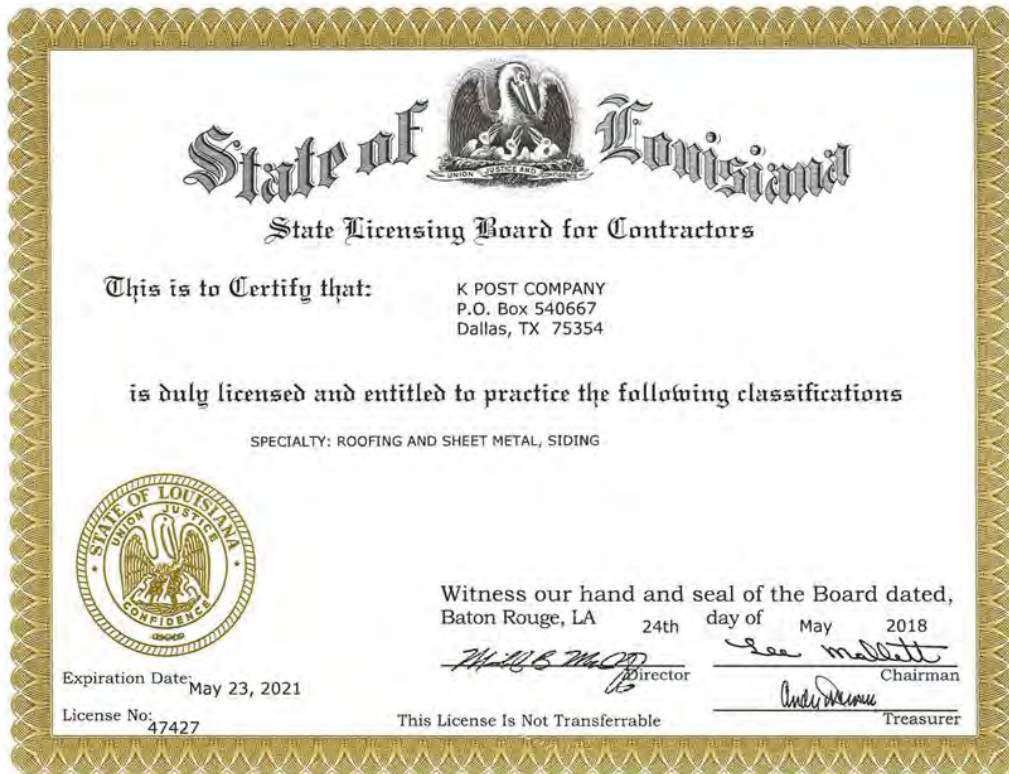 State of Louisiana
UNION JUSTICE AND CONFIDENCE
State Licensing Board for Contractors
This is to Certify that:
K POST COMPANY
P.O. Box 540667
Dallas, TX 75354
is duly licensed and entitled to practice the following classifications
SPECIALTY: ROOFING AND SHEET METAL, SIDING
STATE OF LOUISIANA
UNION JUSTICE
CONFIDENCE
Witness our hand and seal of the Board dated,
Baton Rouge, LA 24th day of May 2018
Lee Mallett
Director Chairman
Expiration Date: May 23, 2021
Treasurer
License No: 47427
This License Is Not Transferrable